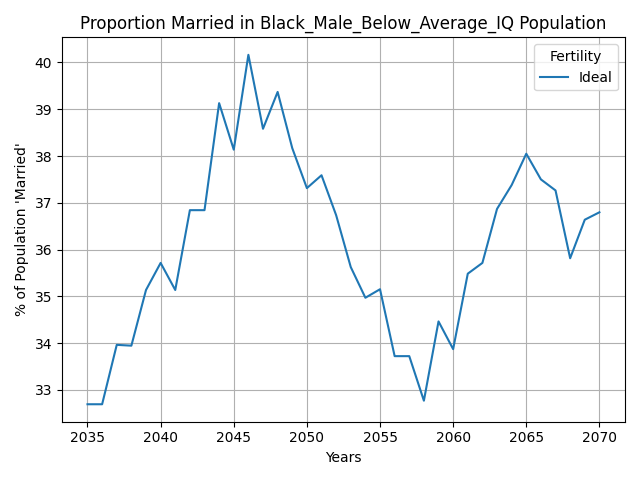 Proportion Married in Black_Male_Below_Average_IQ Population
Fertility
Ideal
% of Population 'Married'
40
39
38
37
36
35
34
33
2035 2040 2045 2050 2055 2060 2065 2070
Years